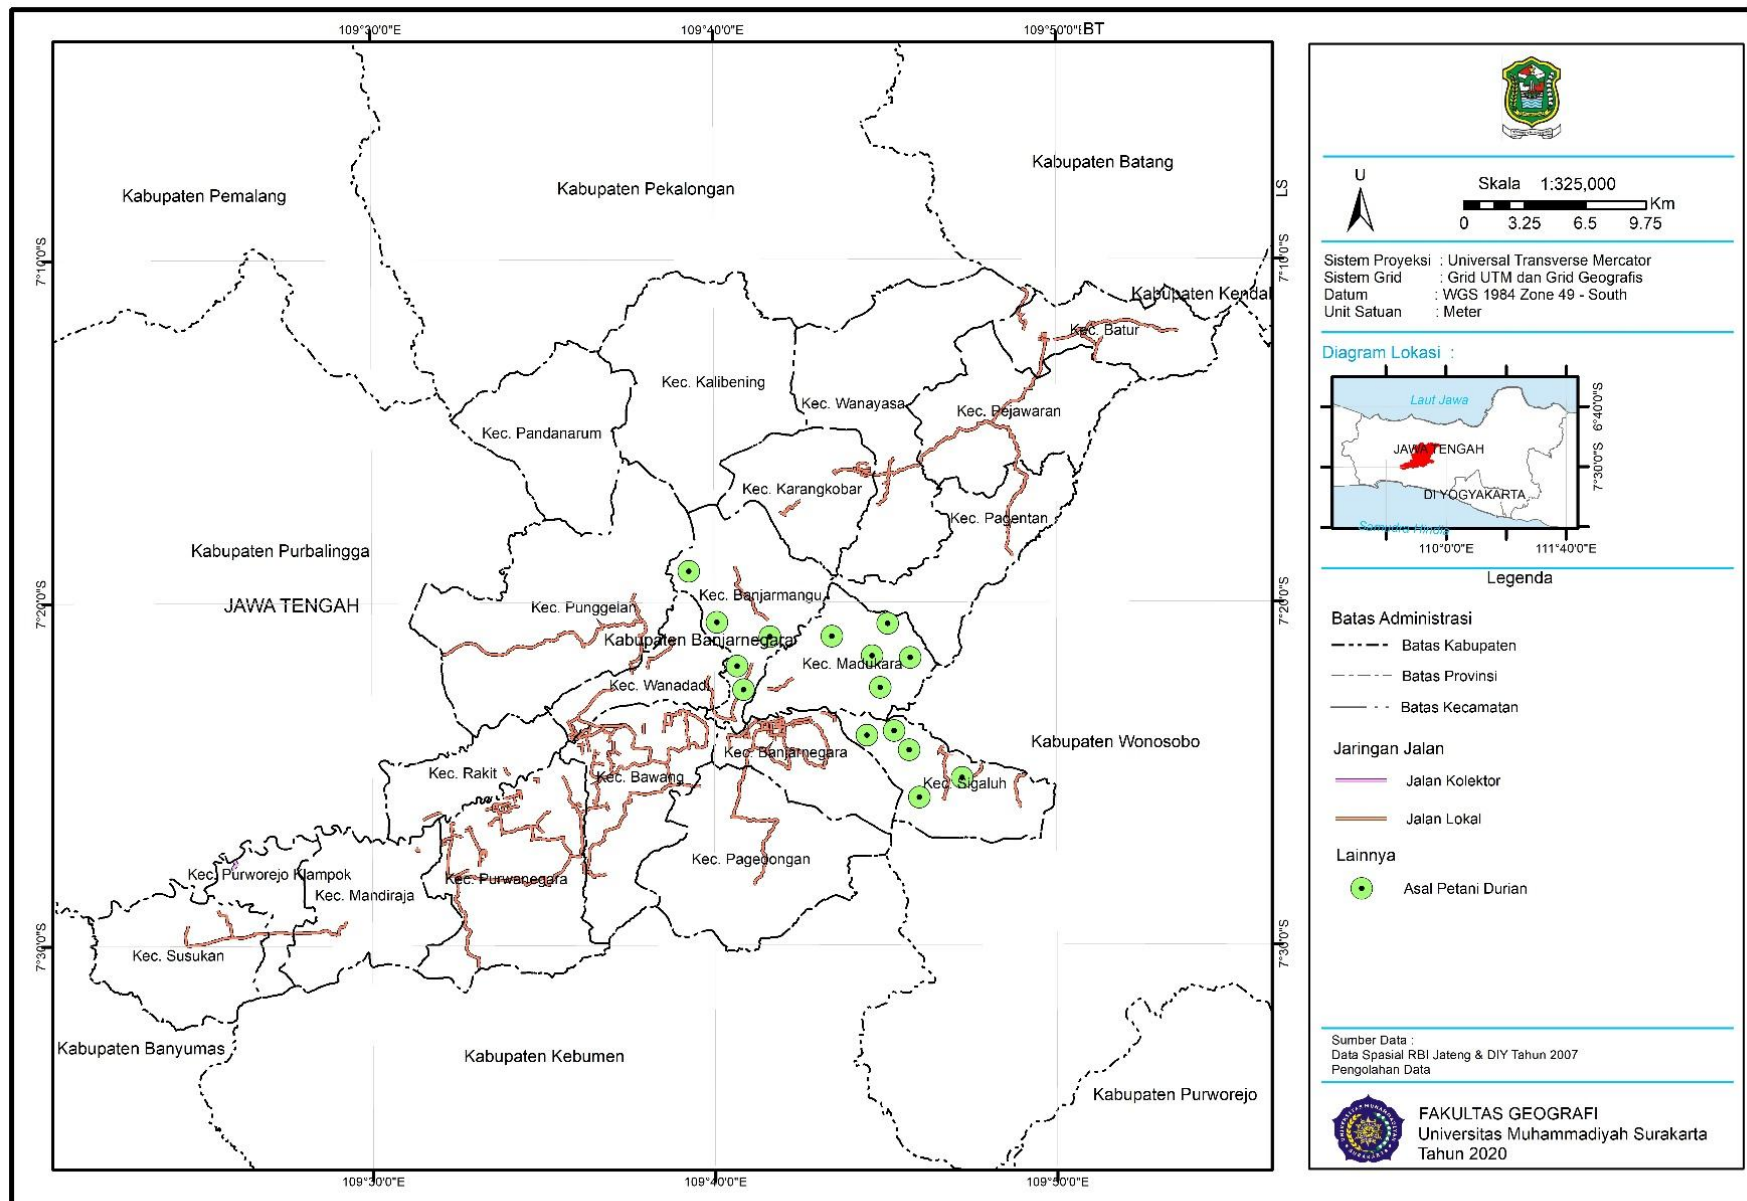 109°30'0"E
109°40'0"E
109°50'0"E
BT
Kabupaten Pemalang
Kabupaten Pekalongan
Kabupaten Batang
LS
7°10'0"S
7°10'0"S
Kabupaten Kendal
Kec. Batur
Kec. Kalibening
Kec. Wanayasa
Kec. Pejawaran
Kec. Pandanarum
Kec. Karangkobar
Kec. Pagentan
Kabupaten Purbalingga
7°20'0"S
7°20'0"S
JAWA TENGAH
Kec. Punggelan
Kec. Banjarmangu
Kabupaten Banjarnegara
Kec. Madukara
Kec. Wanadadi
Kabupaten Wonosobo
Kec. Rakit
Kec. Bawang
Kec. Banjarnegara
Kec. Sigaluh
Kec. Purworejo Klampok
Kec. Mandiraja
Kec. Purwanegara
Kec. Pagedongan
7°30'0"S
7°30'0"S
Kec. Susukan
Kabupaten Banyumas
Kabupaten Kebumen
Kabupaten Purworejo
109°30'0"E
109°40'0"E
109°50'0"E
U
Skala 1:325,000
Km
0 3.25 6.5 9.75
Sistem Proyeksi : Universal Transverse Mercator
Sistem Grid : Grid UTM dan Grid Geografis
Datum : WGS 1984 Zone 49 - South
Unit Satuan : Meter
Diagram Lokasi :
Laut Jawa
JAWA TENGAH
DI YOGYAKARTA
Samudra Hindia
6°40'0"S
7°30'0"S
110°0'0"E
111°40'0"E
Legenda
Batas Administrasi
Batas Kabupaten
Batas Provinsi
Batas Kecamatan
Jaringan Jalan
Jalan Kolektor
Jalan Lokal
Lainnya
Asal Petani Durian
Sumber Data :
Data Spasial RBI Jateng & DIY Tahun 2007
Pengolahan Data
FAKULTAS GEOGRAFI
Universitas Muhammadiyah Surakarta
Tahun 2020